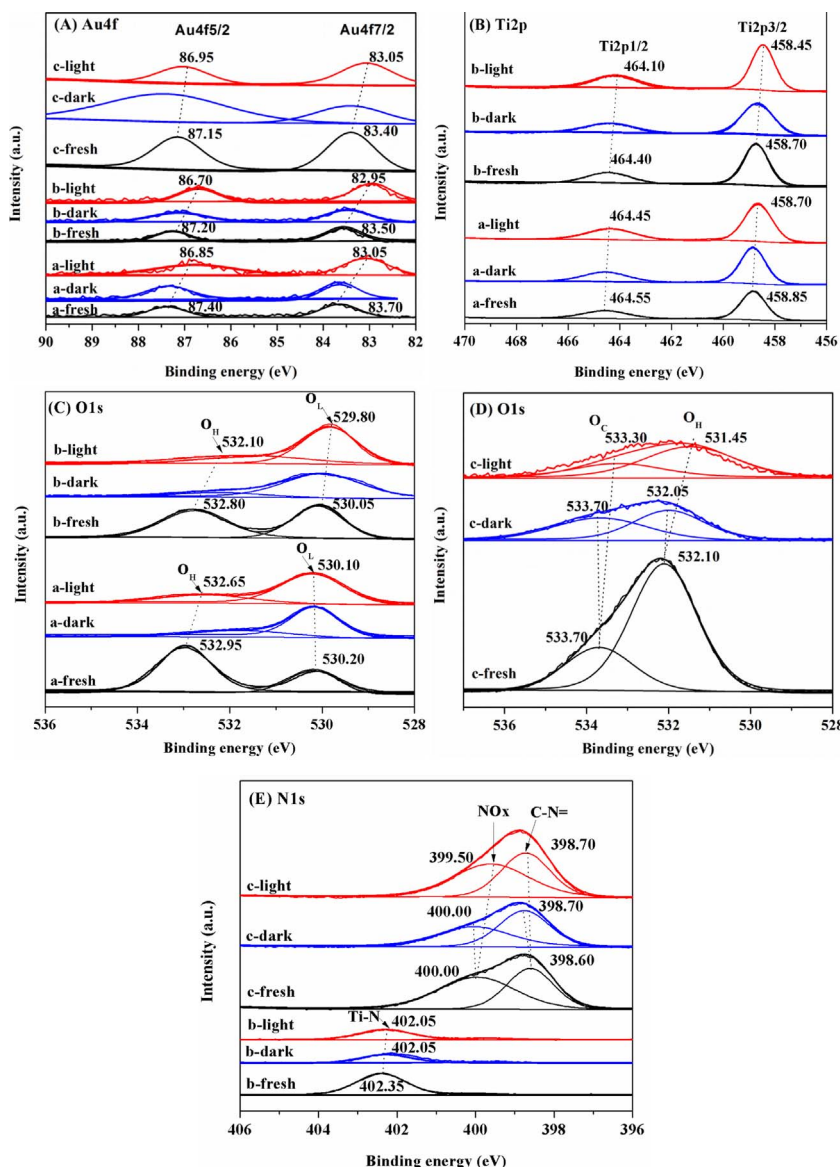 (A) Au4f
Au4f5/2
Au4f7/2
c-light
86.95
83.05
c-dark
c-fresh
87.15
83.40
b-light
86.70
82.95
b-dark
b-fresh
87.20
83.50
a-light
86.85
83.05
a-dark
a-fresh
87.40
83.70
90 89 88 87 86 85 84 83 82
Binding energy (eV)
Intensity (a.u.)
(B) Ti2p
Ti2p1/2
Ti2p3/2
458.45
b-light
464.10
b-dark
b-fresh
464.40
458.70
a-light
464.45
458.70
a-dark
a-fresh
464.55
458.85
470 468 466 464 462 460 458 456
Binding energy (eV)
Intensity (a.u.)
(C) O1s
OH
OL
529.80
532.10
b-light
b-dark
b-fresh
532.80
530.05
OL
OH
532.65
530.10
a-light
a-dark
532.95
530.20
a-fresh
536 534 532 530 528
Binding energy (eV)
Intensity (a.u.)
(D) O1s
OC
OH
533.30
531.45
c-light
533.70
532.05
c-dark
532.10
533.70
c-fresh
536 534 532 530 528
Binding energy (eV)
Intensity (a.u.)
(E) N1s
NOx
C-N=
399.50
398.70
c-light
400.00
398.70
c-dark
400.00
398.60
c-fresh
Ti-N
b-light
402.05
b-dark
402.05
b-fresh
402.35
406 404 402 400 398 396
Binding energy (eV)
Intensity (a.u.)